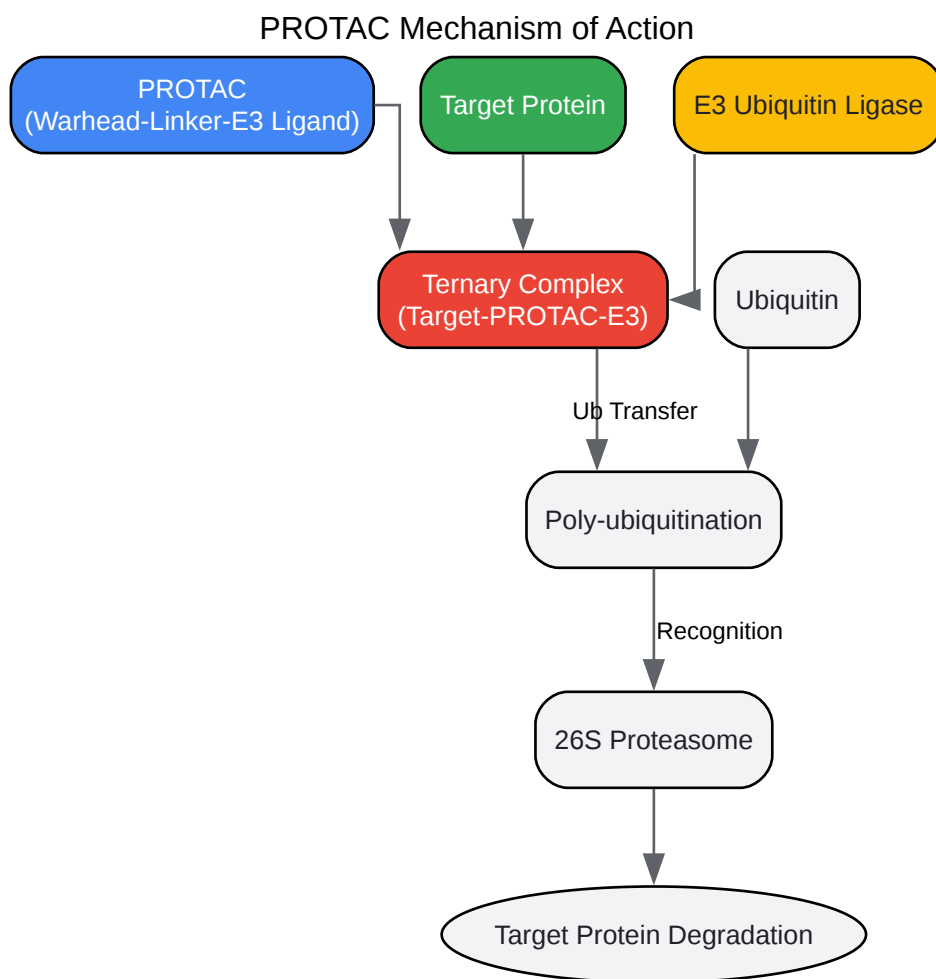 PROTAC Mechanism of Action
PROTAC
(Warhead-Linker-E3 Ligand)
Target Protein
E3 Ubiquitin Ligase
Ternary Complex
(Target-PROTAC-E3)
Ubiquitin
Ub Transfer
Poly-ubiquitination
Recognition
26S Proteasome
Target Protein Degradation